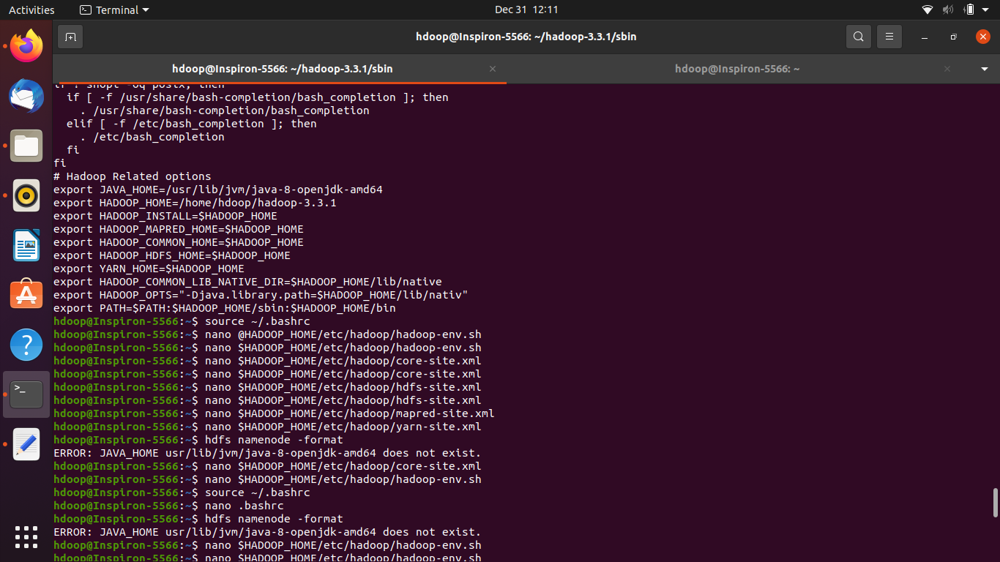 Activities
Terminal
Dec 31 12:11
hdoop@Inspiron-5566: ~/hadoop-3.3.1/sbin
hdoop@Inspiron-5566: ~/hadoop-3.3.1/sbin
hdoop@Inspiron-5566: ~
if ! shopt -oq posix; then
if [ -f /usr/share/bash-completion/bash_completion ]; then
. /usr/share/bash-completion/bash_completion
elif [ -f /etc/bash_completion ]; then
. /etc/bash_completion
fi
fi
# Hadoop Related options
export JAVA_HOME=/usr/lib/jvm/java-8-openjdk-amd64
export HADOOP_HOME=/home/hdoop/hadoop-3.3.1
export HADOOP_INSTALL=$HADOOP_HOME
export HADOOP_MAPRED_HOME=$HADOOP_HOME
export HADOOP_COMMON_HOME=$HADOOP_HOME
export HADOOP_HDFS_HOME=$HADOOP_HOME
export YARN_HOME=$HADOOP_HOME
export HADOOP_COMMON_LIB_NATIVE_DIR=$HADOOP_HOME/lib/native
export HADOOP_OPTS="-Djava.library.path=$HADOOP_HOME/lib/nativ"
export PATH=$PATH:$HADOOP_HOME/sbin:$HADOOP_HOME/bin
hdoop@Inspiron-5566:~$ source ~/.bashrc
hdoop@Inspiron-5566:~$ nano @HADOOP_HOME/etc/hadoop/hadoop-env.sh
hdoop@Inspiron-5566:~$ nano $HADOOP_HOME/etc/hadoop/hadoop-env.sh
hdoop@Inspiron-5566:~$ nano $HADOOP_HOME/etc/hadoop/core-site.xml
hdoop@Inspiron-5566:~$ nano $HADOOP_HOME/etc/hadoop/core-site.xml
hdoop@Inspiron-5566:~$ nano $HADOOP_HOME/etc/hadoop/hdfs-site.xml
hdoop@Inspiron-5566:~$ nano $HADOOP_HOME/etc/hadoop/hdfs-site.xml
hdoop@Inspiron-5566:~$ nano $HADOOP_HOME/etc/hadoop/mapred-site.xml
hdoop@Inspiron-5566:~$ nano $HADOOP_HOME/etc/hadoop/yarn-site.xml
hdoop@Inspiron-5566:~$ hdfs namenode -format
ERROR: JAVA_HOME usr/lib/jvm/java-8-openjdk-amd64 does not exist.
hdoop@Inspiron-5566:~$ nano $HADOOP_HOME/etc/hadoop/core-site.xml
hdoop@Inspiron-5566:~$ nano $HADOOP_HOME/etc/hadoop/hadoop-env.sh
hdoop@Inspiron-5566:~$ source ~/.bashrc
hdoop@Inspiron-5566:~$ nano .bashrc
hdoop@Inspiron-5566:~$ hdfs namenode -format
ERROR: JAVA_HOME usr/lib/jvm/java-8-openjdk-amd64 does not exist.
hdoop@Inspiron-5566:~$ nano $HADOOP_HOME/etc/hadoop/hadoop-env.sh
hdoop@Inspiron-5566:~$ nano $HADOOP_HOME/etc/hadoop/hadoop-env.sh